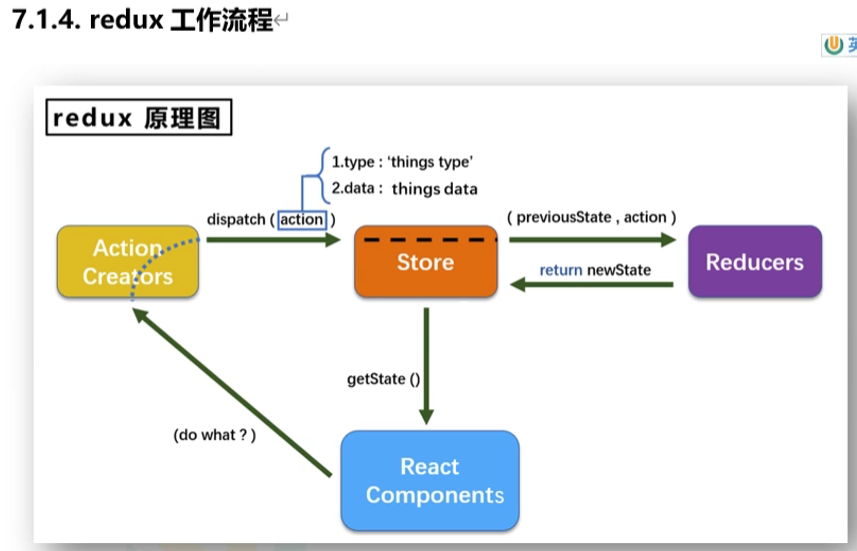 7.1.4. redux 工作流程↵
英
redux 原理图
1.type : 'things type'
2.data : things data
dispatch ( action )
( previousState , action )
Action
Creators
Store
Reducers
return newState
getState ()
(do what ? )
React
Components